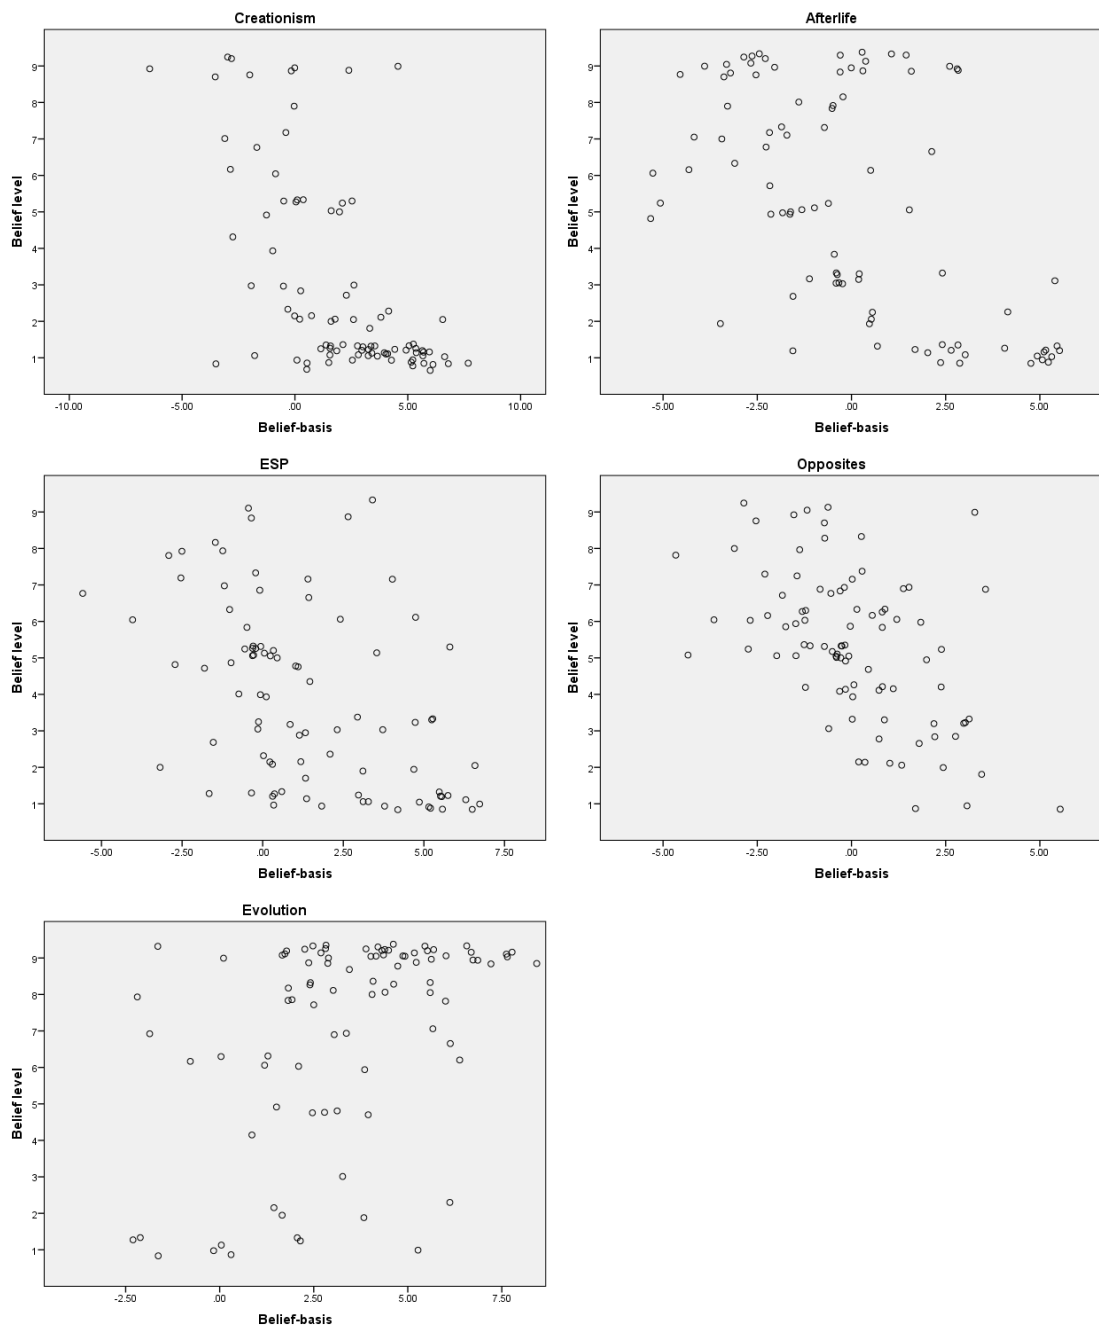 Creationism
Belief level
9
8
7
6
5
4
3
2
1
-10.00 -5.00 .00 5.00 10.00
Belief-basis
Afterlife
Belief level
9
8
7
6
5
4
3
2
1
-5.00 -2.50 .00 2.50 5.00
Belief-basis
ESP
Belief level
9
8
7
6
5
4
3
2
1
-5.00 -2.50 .00 2.50 5.00 7.50
Belief-basis
Opposites
Belief level
9
8
7
6
5
4
3
2
1
-5.00 -2.50 .00 2.50 5.00
Belief-basis
Evolution
Belief level
9
8
7
6
5
4
3
2
1
-2.50 .00 2.50 5.00 7.50
Belief-basis